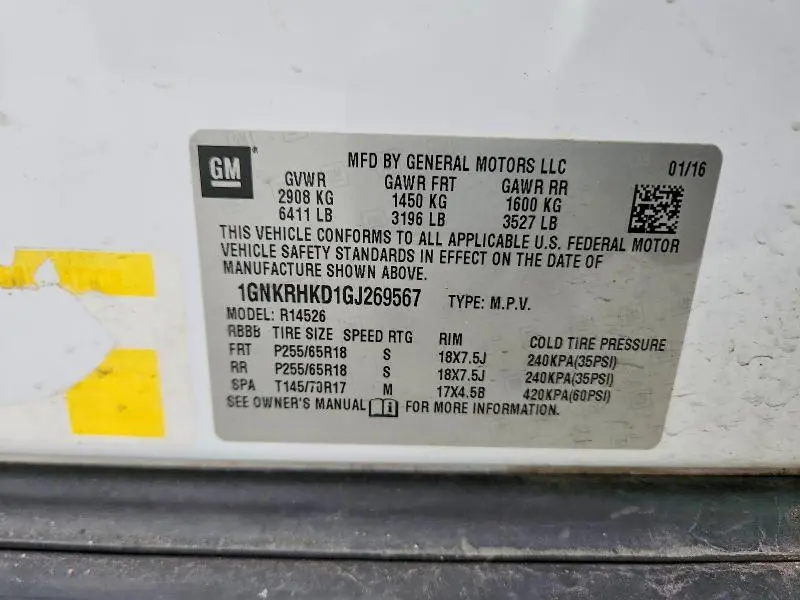 GM
MFD BY GENERAL MOTORS LLC 01/16
GVWR GAWR FRT GAWR RR
2908 KG 1450 KG 1600 KG
6411 LB 3196 LB 3527 LB
THIS VEHICLE CONFORMS TO ALL APPLICABLE U.S. FEDERAL MOTOR
VEHICLE SAFETY STANDARDS IN EFFECT ON THE DATE OF
MANUFACTURE SHOWN ABOVE.
1GNKRHKD1GJ269567 TYPE: M.P.V.
MODEL: R14526
RBBB TIRE SIZE SPEED RTG RIM COLD TIRE PRESSURE
FRT P255/65R18 S 18X7.5J 240KPA(35PSI)
RR P255/65R18 S 18X7.5J 240KPA(35PSI)
SPA T145/70R17 M 17X4.5B 420KPA(60PSI)
SEE OWNER'S MANUAL FOR MORE INFORMATION.